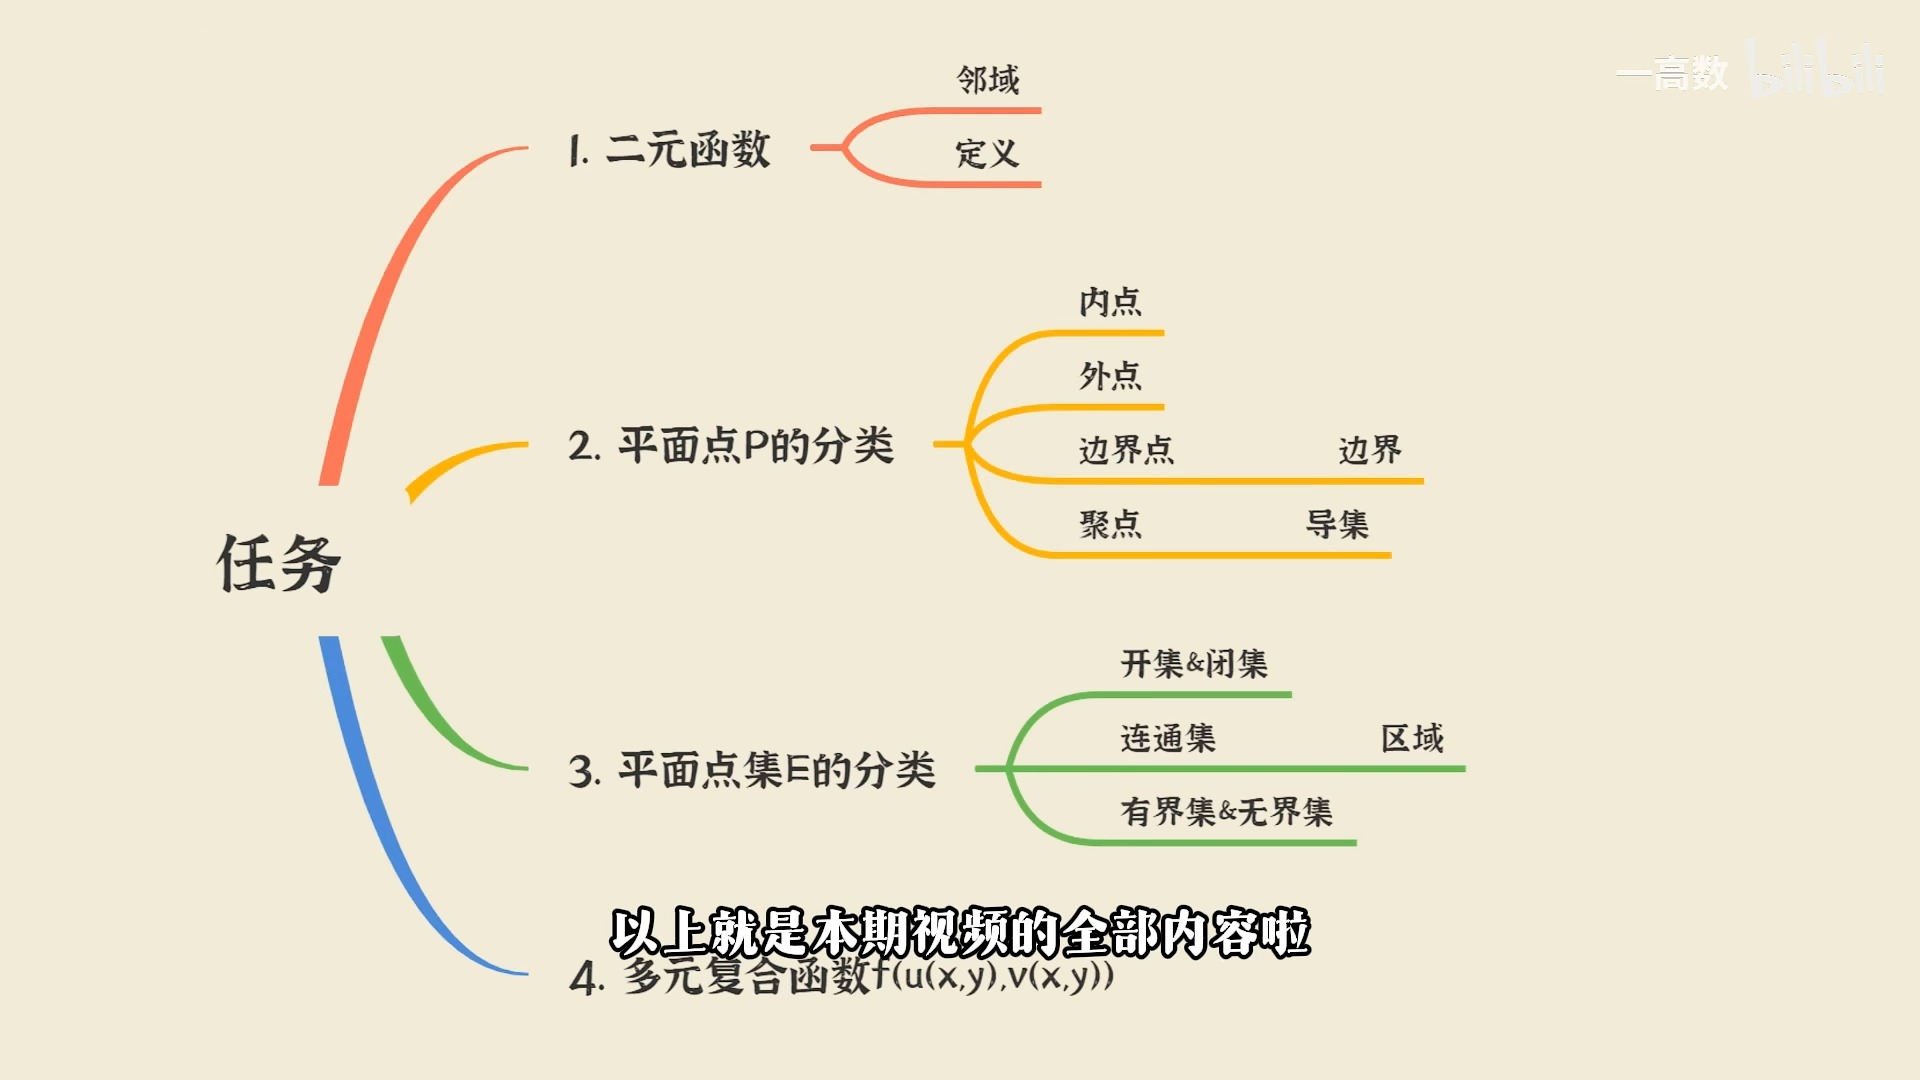 一高数 bilibili
邻域
1. 二元函数
定义
内点
外点
2. 平面点P的分类
边界点 边界
聚点 导集
任务
开集&闭集
连通集 区域
3. 平面点集E的分类
有界集&无界集
以上就是本期视频的全部内容啦
4. 多元复合函数f(u(x,y),v(x,y))